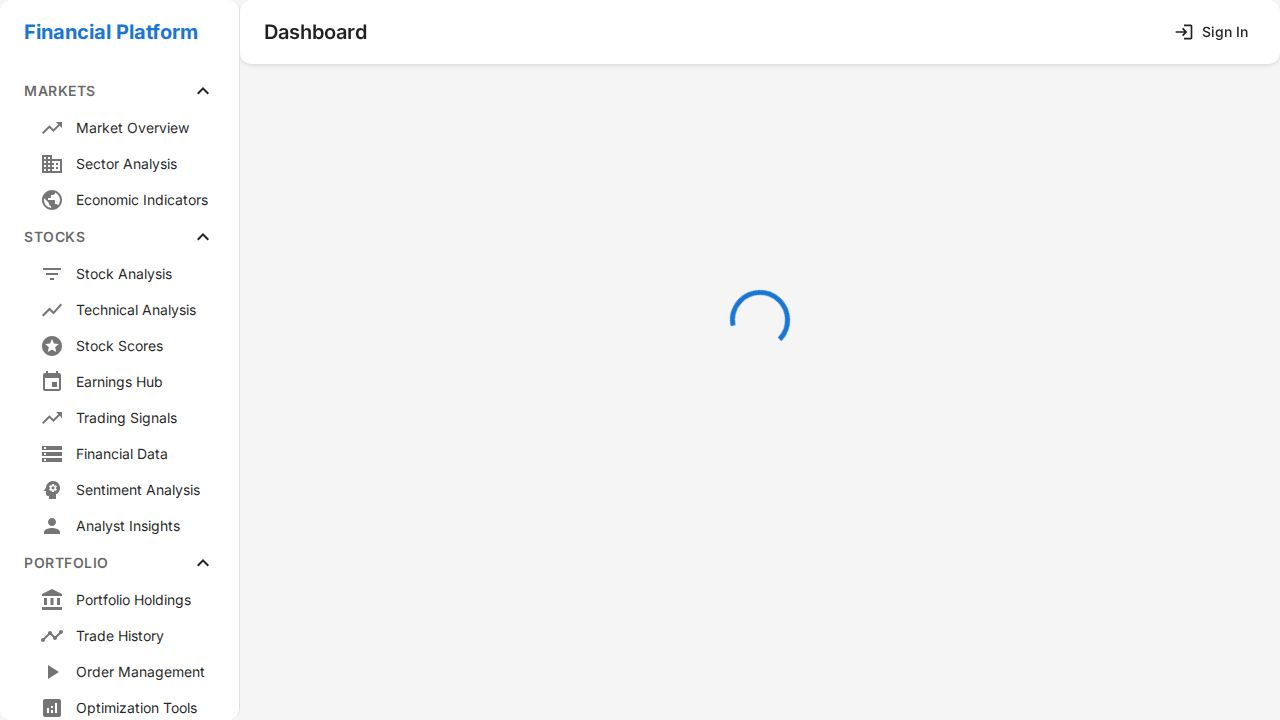 Financial Platform
Dashboard
Sign In
MARKETS
Market Overview
Sector Analysis
Economic Indicators
STOCKS
Stock Analysis
Technical Analysis
Stock Scores
Earnings Hub
Trading Signals
Financial Data
Sentiment Analysis
Analyst Insights
PORTFOLIO
Portfolio Holdings
Trade History
Order Management
Optimization Tools